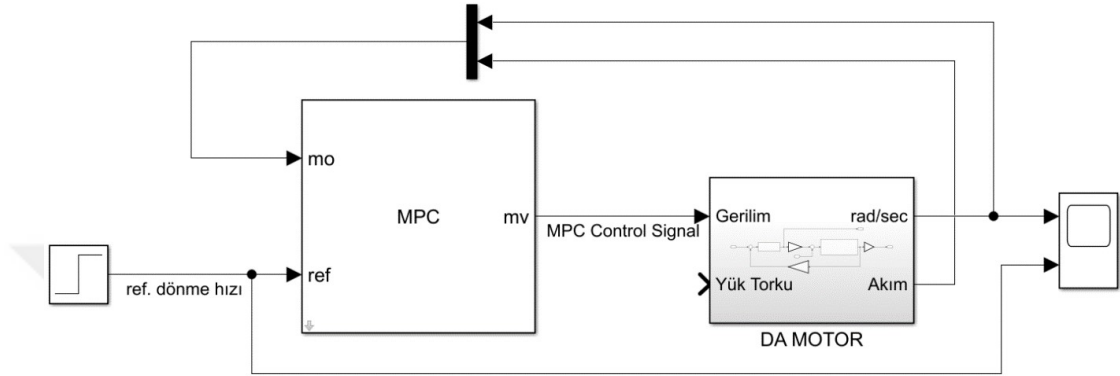 mo
MPC
mv
ref
ref. dönme hızı
MPC Control Signal
Gerilim
rad/sec
Yük Torku
Akım
DA MOTOR